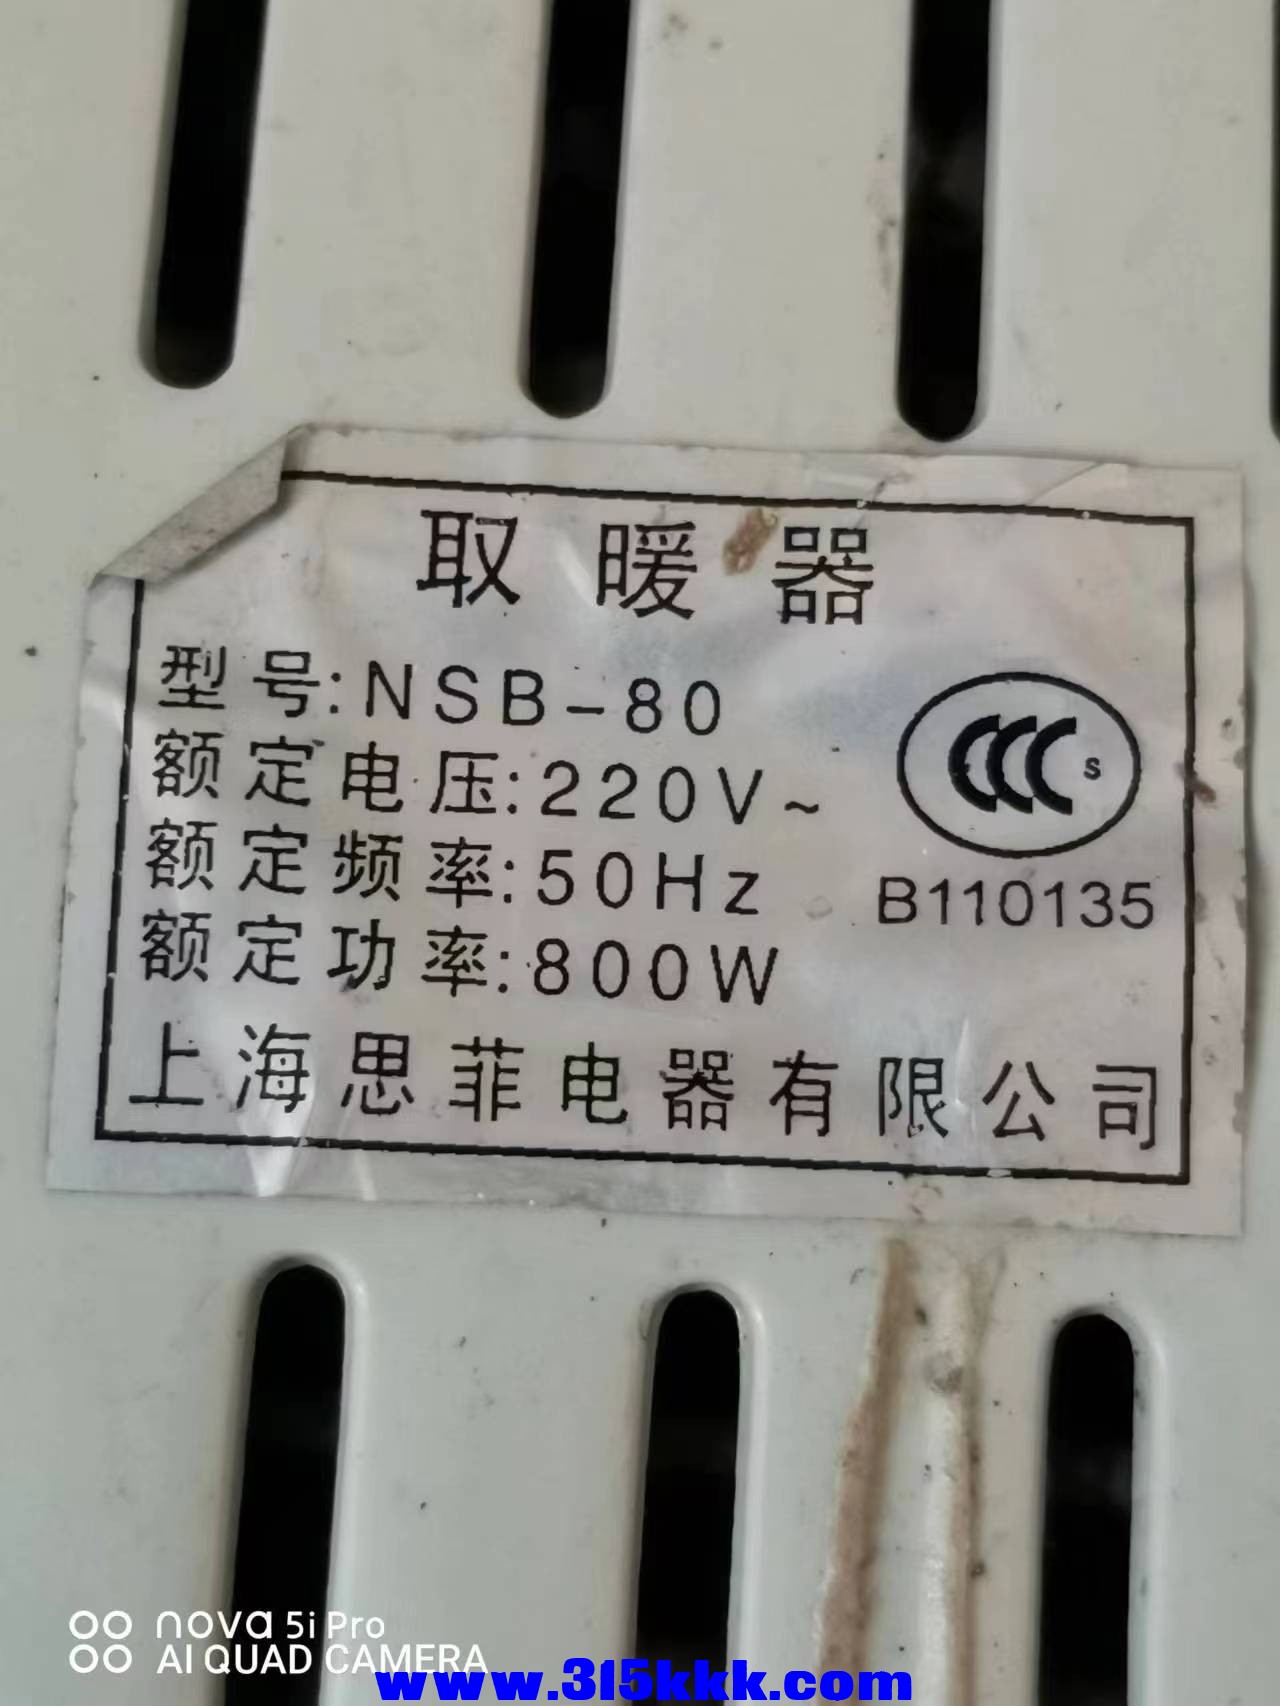 取暖器
型号:NSB-80
额定电压:220V~
额定频率:50Hz
额定功率:800W
CCC S
B110135
上海思菲电器有限公司
nova 5i Pro
AI QUAD CAMERA
www.315kkk.com